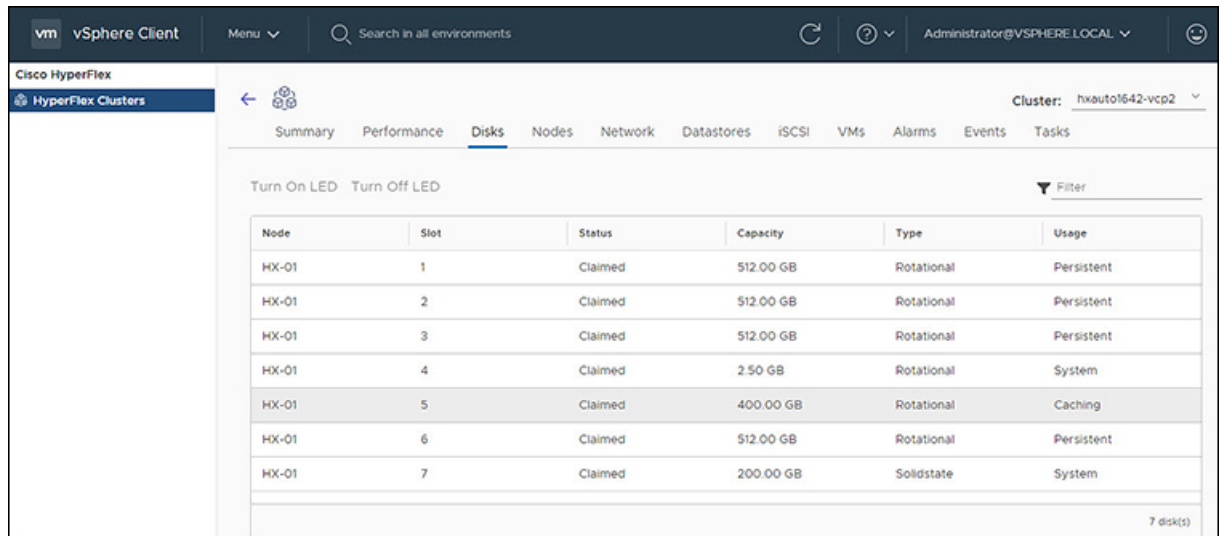 vm vSphere Client Menu Search in all environments Administrator@VSPHERE.LOCAL
Cisco HyperFlex
HyperFlex Clusters
Cluster: hxauto1642-vcp2
Summary Performance Disks Nodes Network Datastores iSCSI VMs Alarms Events Tasks
Turn On LED Turn Off LED Filter
Node Slot Status Capacity Type Usage
HX-01 1 Claimed 512.00 GB Rotational Persistent
HX-01 2 Claimed 512.00 GB Rotational Persistent
HX-01 3 Claimed 512.00 GB Rotational Persistent
HX-01 4 Claimed 2.50 GB Rotational System
HX-01 5 Claimed 400.00 GB Rotational Caching
HX-01 6 Claimed 512.00 GB Rotational Persistent
HX-01 7 Claimed 200.00 GB Solidstate System
7 disk(s)